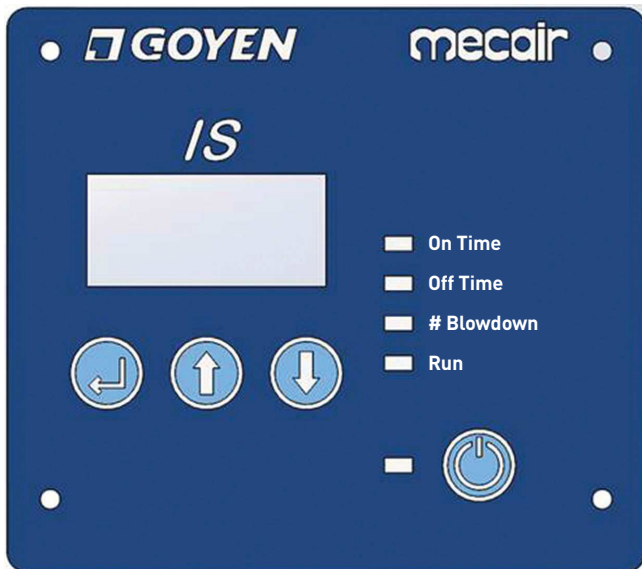 GOYEN
mecair
IS
On Time
Off Time
# Blowdown
Run